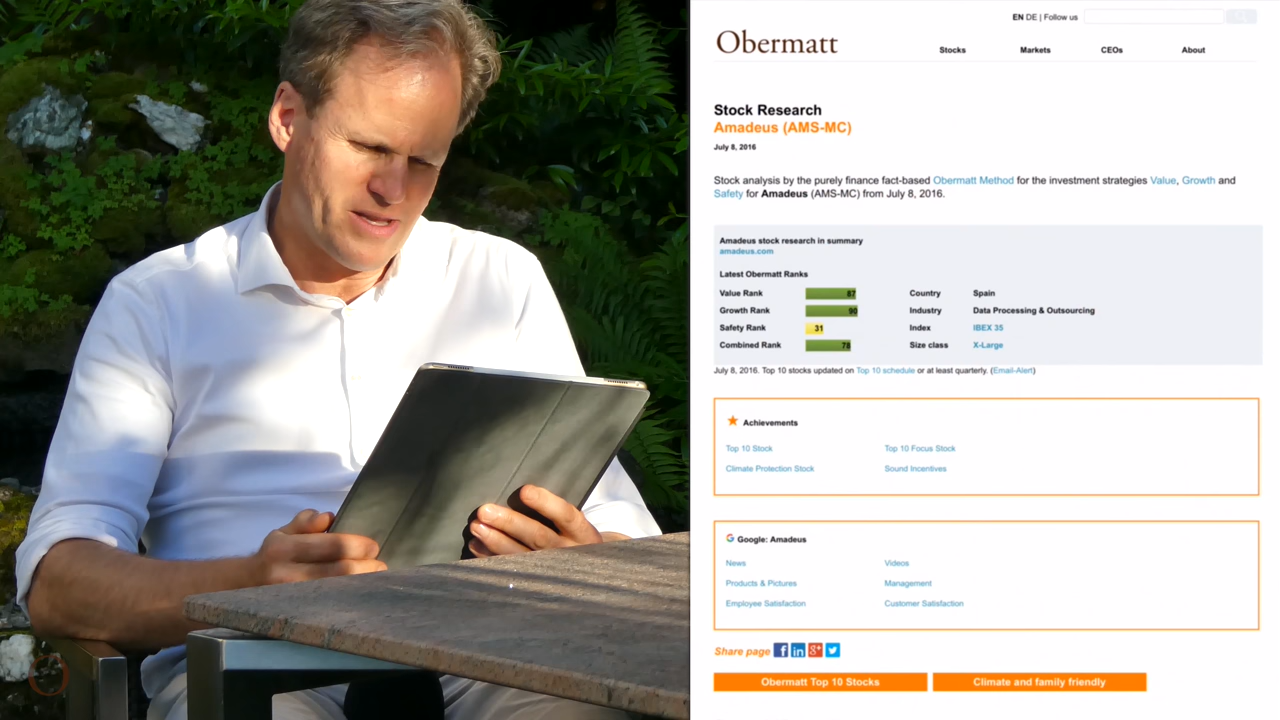 EN DE | Follow us
Obermatt
Stocks Markets CEOs About
Stock Research
Amadeus (AMS-MC)
July 8, 2016
Stock analysis by the purely finance fact-based Obermatt Method for the investment strategies Value, Growth and
Safety for Amadeus (AMS-MC) from July 8, 2016.
Amadeus stock research in summary
amadeus.com
Latest Obermatt Ranks
Value Rank 87 Country Spain
Growth Rank 90 Industry Data Processing & Outsourcing
Safety Rank 31 Index IBEX 35
Combined Rank 78 Size class X-Large
July 8, 2016. Top 10 stocks updated on Top 10 schedule or at least quarterly. (Email-Alert)
Achievements
Top 10 Stock Top 10 Focus Stock
Climate Protection Stock Sound Incentives
G Google: Amadeus
News Videos
Products & Pictures Management
Employee Satisfaction Customer Satisfaction
Share page f in g+
Obermatt Top 10 Stocks Climate and family friendly